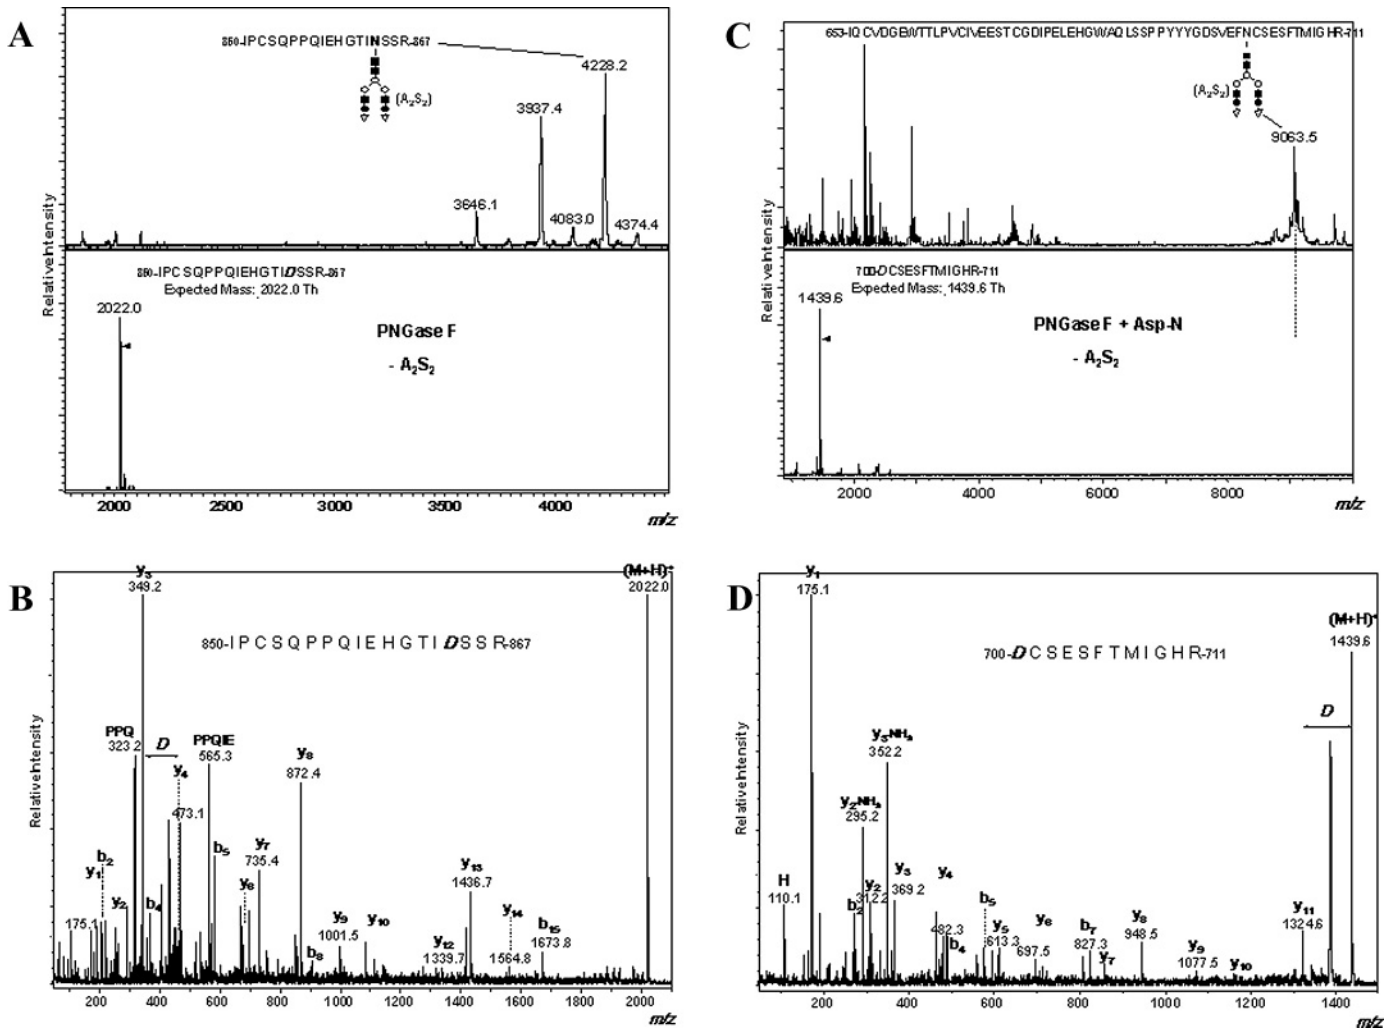 A
850-IPCSQPPQIEHGTINSSR-867
(A2S2)
4228.2
3937.4
3646.1
4083.0
4374.4
Relative Intensity
850-IPCSQPPQIEHGTIDSSR-867
Expected Mass: 2022.0 Th
2022.0
PNGase F
- A2S2
Relative Intensity
2000 2500 3000 3500 4000
m/z
C
653-IQCVDGEWTTLPVCIVEESTCGDIPELEHGWAQLSSPPYYYGDSVEFNCSESFTMIGHR-711
(A2S2)
9063.5
Relative Intensity
700-DCSESFTMIGHR-711
Expected Mass: 1439.6 Th
1439.6
PNGase F + Asp-N
- A2S2
Relative Intensity
2000 4000 6000 8000
m/z
B
y3
349.2
(M+H)+
2022.0
850-IPCSQPPQIEHGTIDSSR-867
PPQ
323.2
D
y4
473.1
PPQIE
565.3
y8
872.4
b2
y1
175.1
y2
b4
b5
y6
y7
735.4
b8
y9
1001.5
y10
y12
1339.7
y13
1436.7
y14
1564.8
b15
1673.8
Relative Intensity
200 400 600 800 1000 1200 1400 1600 1800 2000
m/z
D
y1
175.1
(M+H)+
1439.6
700-DCSESFTMIGHR-711
D
y3-NH3
352.2
y2-NH3
295.2
H
110.1
b2
y2
312.2
y3
369.2
y4
482.3
b4
b5
y5
613.3
y6
697.5
b7
827.3
y7
y8
948.5
y9
1077.5
y10
y11
1324.6
Relative Intensity
200 400 600 800 1000 1200 1400
m/z